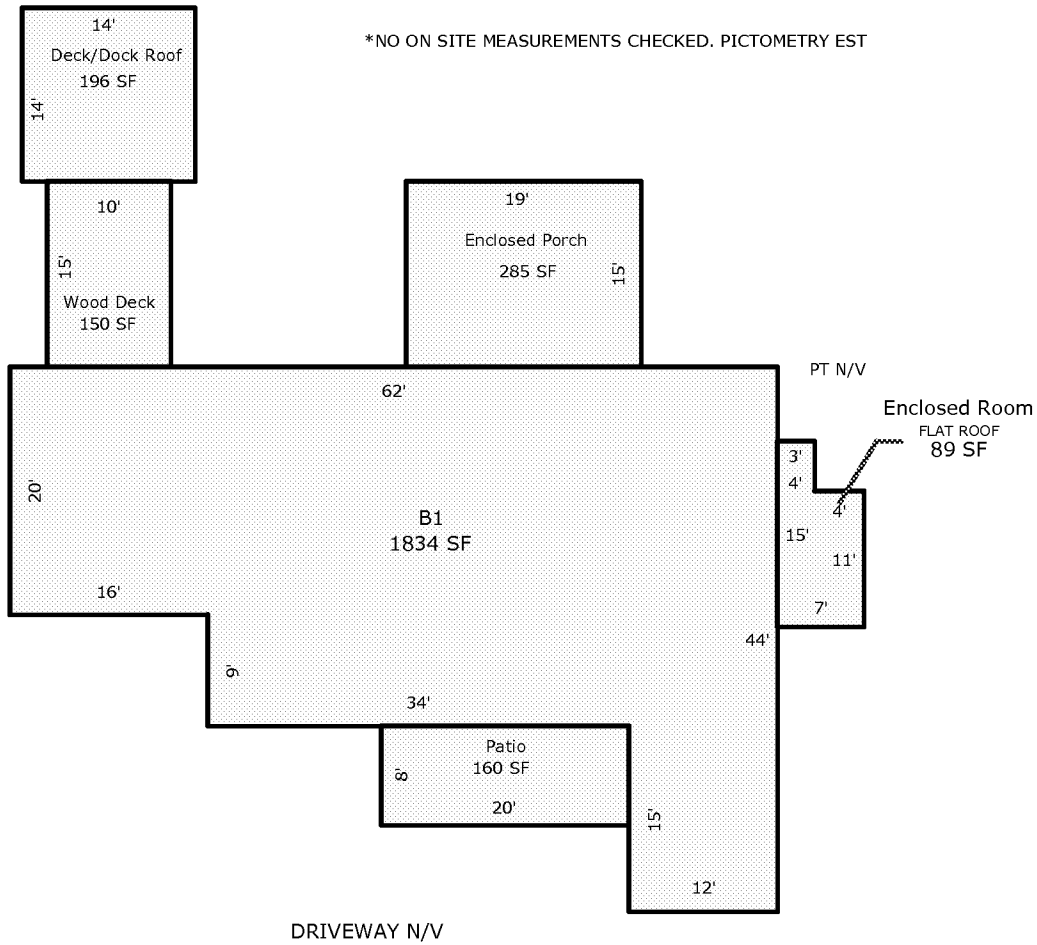 14'
*NO ON SITE MEASUREMENTS CHECKED. PICTOMETRY EST
Deck/Dock Roof
196 SF
14'
10'
15'
Wood Deck
150 SF
19'
Enclosed Porch
285 SF
15'
PT N/V
62'
Enclosed Room
FLAT ROOF
89 SF
3'
4'
4'
15'
11'
7'
20'
B1
1834 SF
16'
44'
9'
34'
Patio
160 SF
8'
20'
15'
12'
DRIVEWAY N/V